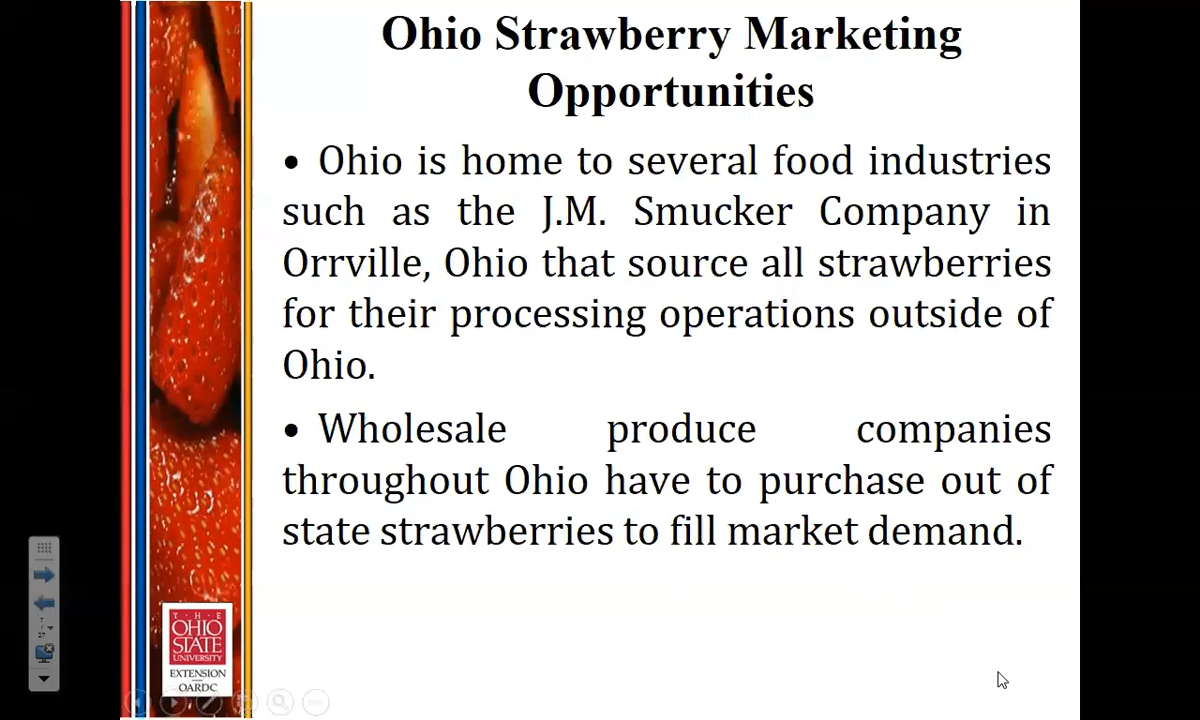 Ohio Strawberry Marketing
Opportunities
• Ohio is home to several food industries
such as the J.M. Smucker Company in
Orrville, Ohio that source all strawberries
for their processing operations outside of
Ohio.
• Wholesale produce companies
throughout Ohio have to purchase out of
state strawberries to fill market demand.
7
/
27
T · H · E
OHIO
STATE
UNIVERSITY
EXTENSION
OARDC